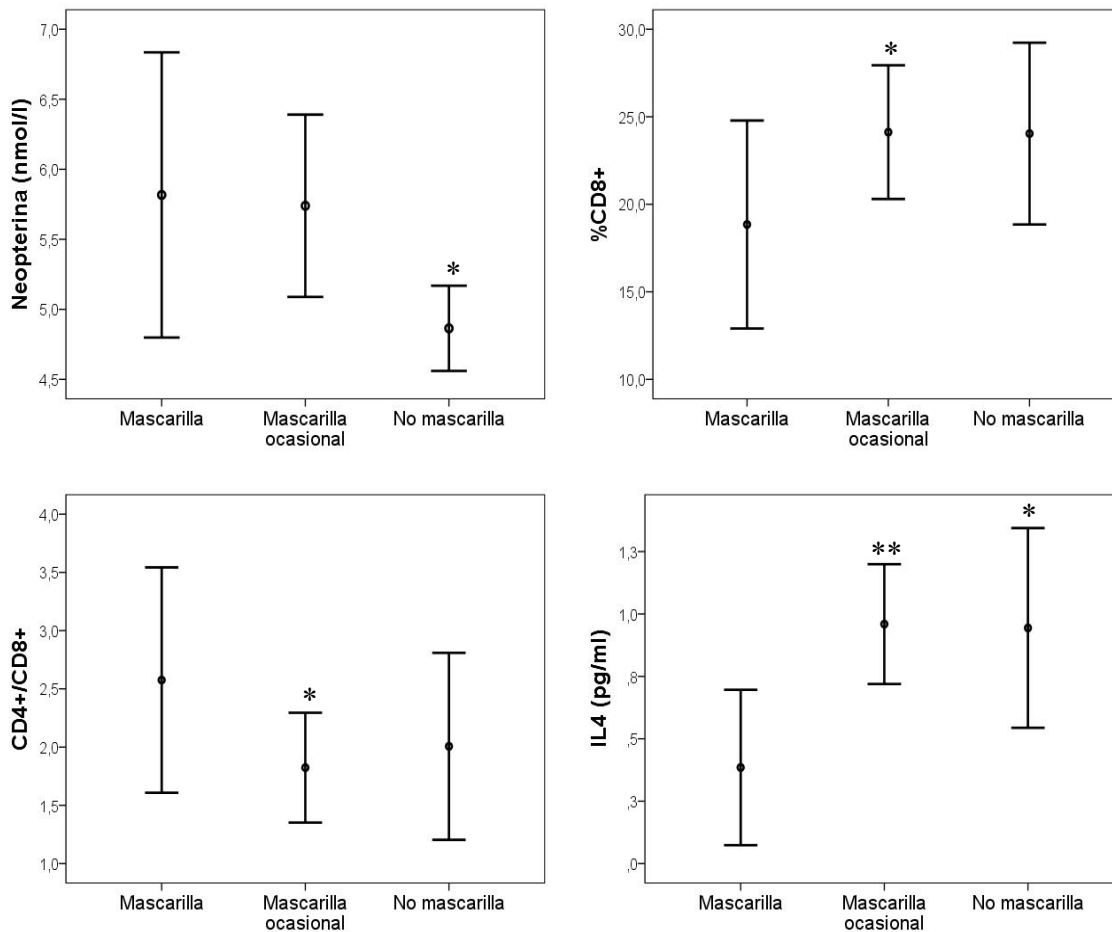 Neopterina (nmol/l)
7,0
6,5
6,0
5,5
5,0
4,5
*
Mascarilla
Mascarilla
ocasional
No mascarilla
%CD8+
30,0
25,0
20,0
15,0
10,0
*
Mascarilla
Mascarilla
ocasional
No mascarilla
CD4+/CD8+
4,0
3,5
3,0
2,5
2,0
1,5
1,0
*
Mascarilla
Mascarilla
ocasional
No mascarilla
IL4 (pg/ml)
1,3
1,0
,8
,5
,3
,0
**
*
Mascarilla
Mascarilla
ocasional
No mascarilla